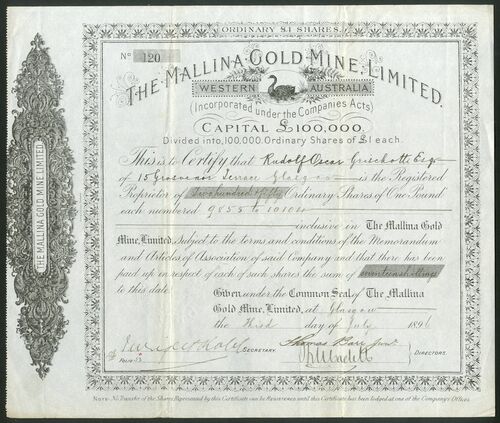 ORDINARY £1 SHARES.
No 120
THE MALLINA GOLD MINE, LIMITED.
WESTERN AUSTRALIA
(Incorporated under the Companies Acts)
CAPITAL £100,000.
Divided into 100,000 Ordinary Shares of £1 each.
This is to Certify that Rudolf Oscar Esq
of 15 Grosvenor Terrace Glasgow is the Registered
Proprietor of Two hundred & fifty Ordinary Shares of One Pound
each numbered 9855 to 10104
inclusive in The Mallina Gold
Mine, Limited, Subject to the terms and conditions of the Memorandum
and Articles of Association of said Company and that there has been
paid up in respect of each of such shares the sum of seventeen shillings
to this date.
Given under the Common Seal of The Mallina
Gold Mine, Limited, at Glasgow
the Third day of July 1896
SECRETARY.
DIRECTORS.
FOLIO 53
NOTE: No Transfer of the Shares Represented by this Certificate can be Registered until this Certificate has been lodged at one of the Company's Offices.
THE MALLINA GOLD MINE LIMITED.